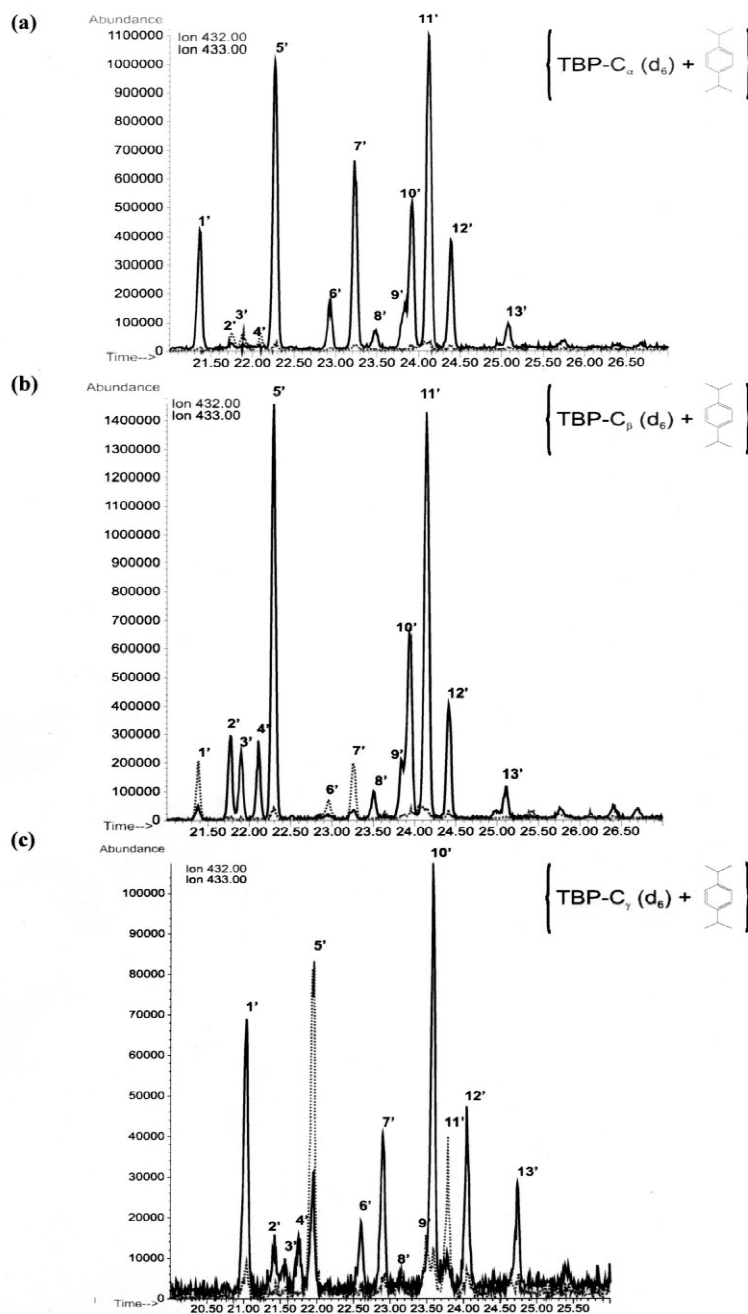 (a)
Abundance
11'
1100000
Ion 432.00
Ion 433.00
5'
1000000
TBP-Cα (d6) +
900000
800000
700000
7'
600000
10'
500000
1'
12'
400000
300000
6'
9'
200000
2' 3' 4'
8'
13'
100000
0
Time--> 21.50 22.00 22.50 23.00 23.50 24.00 24.50 25.00 25.50 26.00 26.50
(b)
Abundance
5'
11'
Ion 432.00
Ion 433.00
1400000
TBP-Cβ (d6) +
1300000
1200000
1100000
1000000
900000
800000
700000
10'
600000
500000
12'
400000
2' 4'
300000
1' 3' 7' 9'
200000
6' 8' 13'
100000
0
Time--> 21.50 22.00 22.50 23.00 23.50 24.00 24.50 25.00 25.50 26.00 26.50
(c)
Abundance
10'
Ion 432.00
Ion 433.00
100000
TBP-Cγ (d6) +
90000
5'
80000
1'
70000
60000
50000
12'
7' 11'
40000
13'
30000
6'
20000
2' 3' 4' 9'
8'
10000
0
Time--> 20.50 21.00 21.50 22.00 22.50 23.00 23.50 24.00 24.50 25.00 25.50